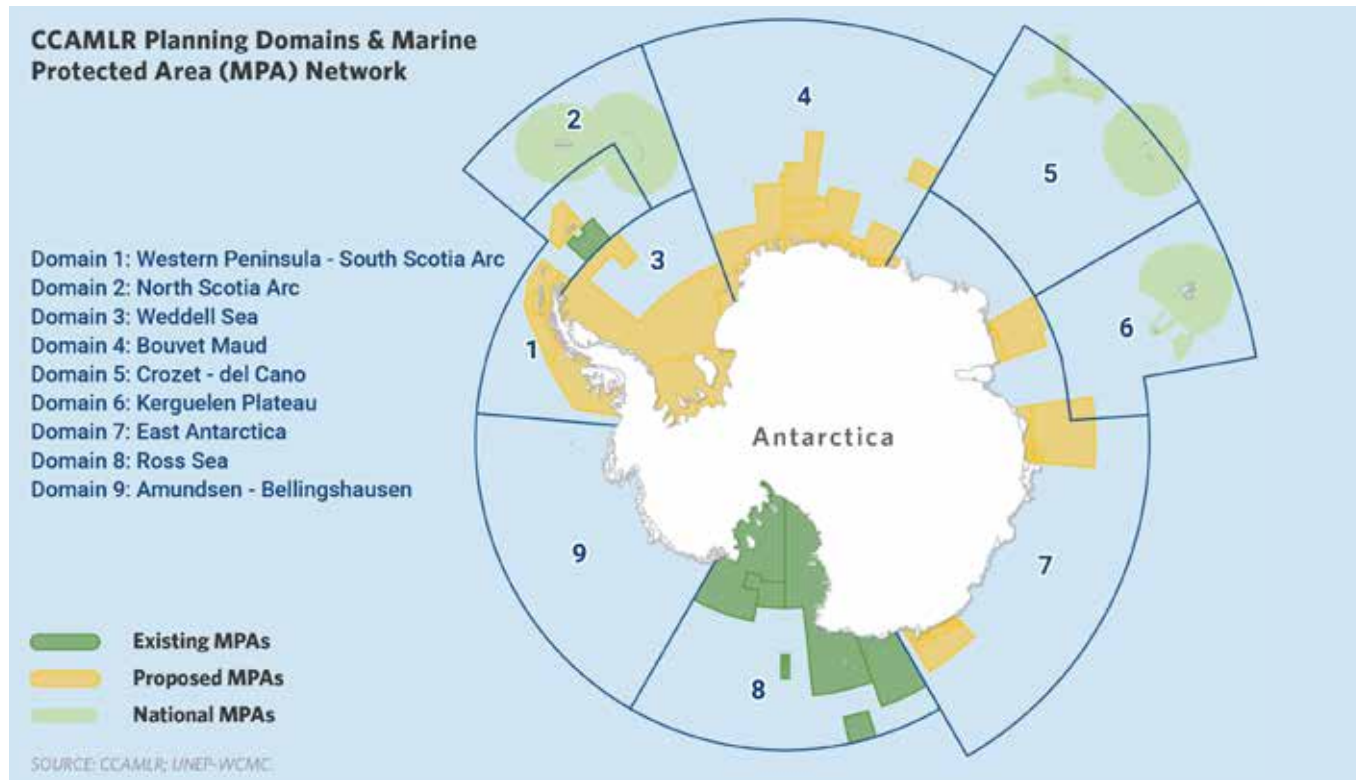 CCAMLR Planning Domains & Marine
Protected Area (MPA) Network
2
4
5
3
6
1
Domain 1: Western Peninsula - South Scotia Arc
Domain 2: North Scotia Arc
Domain 3: Weddell Sea
Domain 4: Bouvet Maud
Domain 5: Crozet - del Cano
Domain 6: Kerguelen Plateau
Domain 7: East Antarctica
Domain 8: Ross Sea
Domain 9: Amundsen - Bellingshausen
Antarctica
9
7
8
Existing MPAs
Proposed MPAs
National MPAs
SOURCE: CCAMLR; UNEP-WCMC.